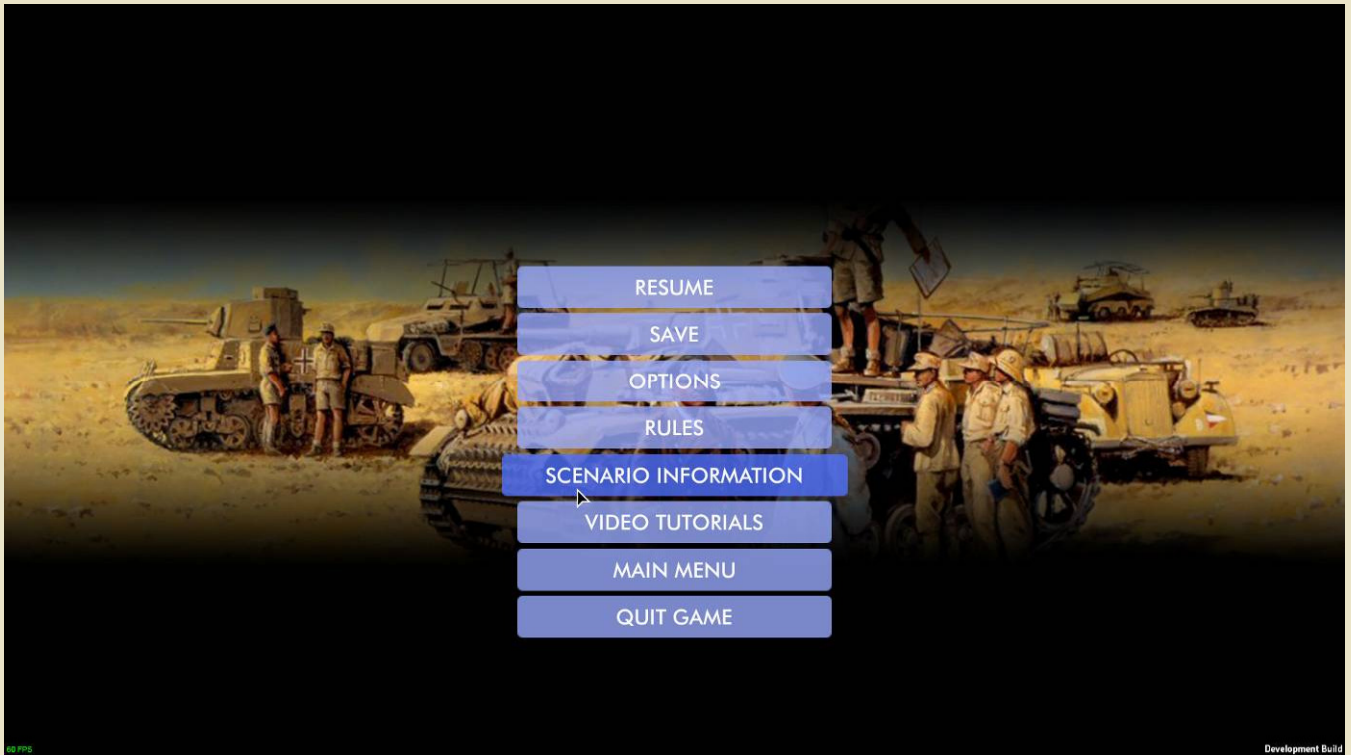 RESUME
SAVE
OPTIONS
RULES
SCENARIO INFORMATION
VIDEO TUTORIALS
MAIN MENU
QUIT GAME
60 FPS
Development Build